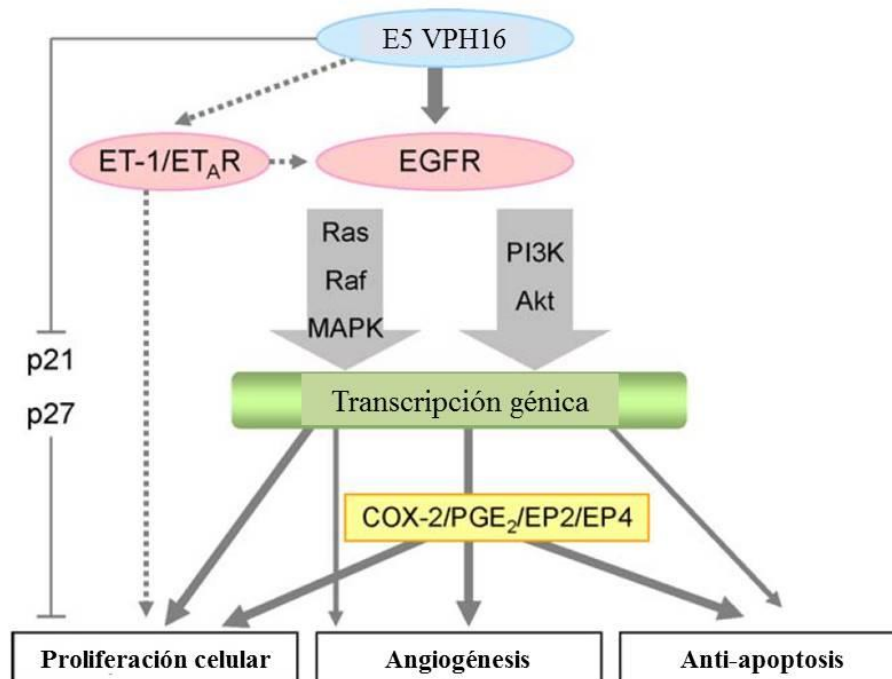 E5 VPH16
ET-1/ETAR
EGFR
Ras
Raf
MAPK
PI3K
Akt
p21
p27
Transcripción génica
COX-2/PGE2/EP2/EP4
Proliferación celular
Angiogénesis
Anti-apoptosis